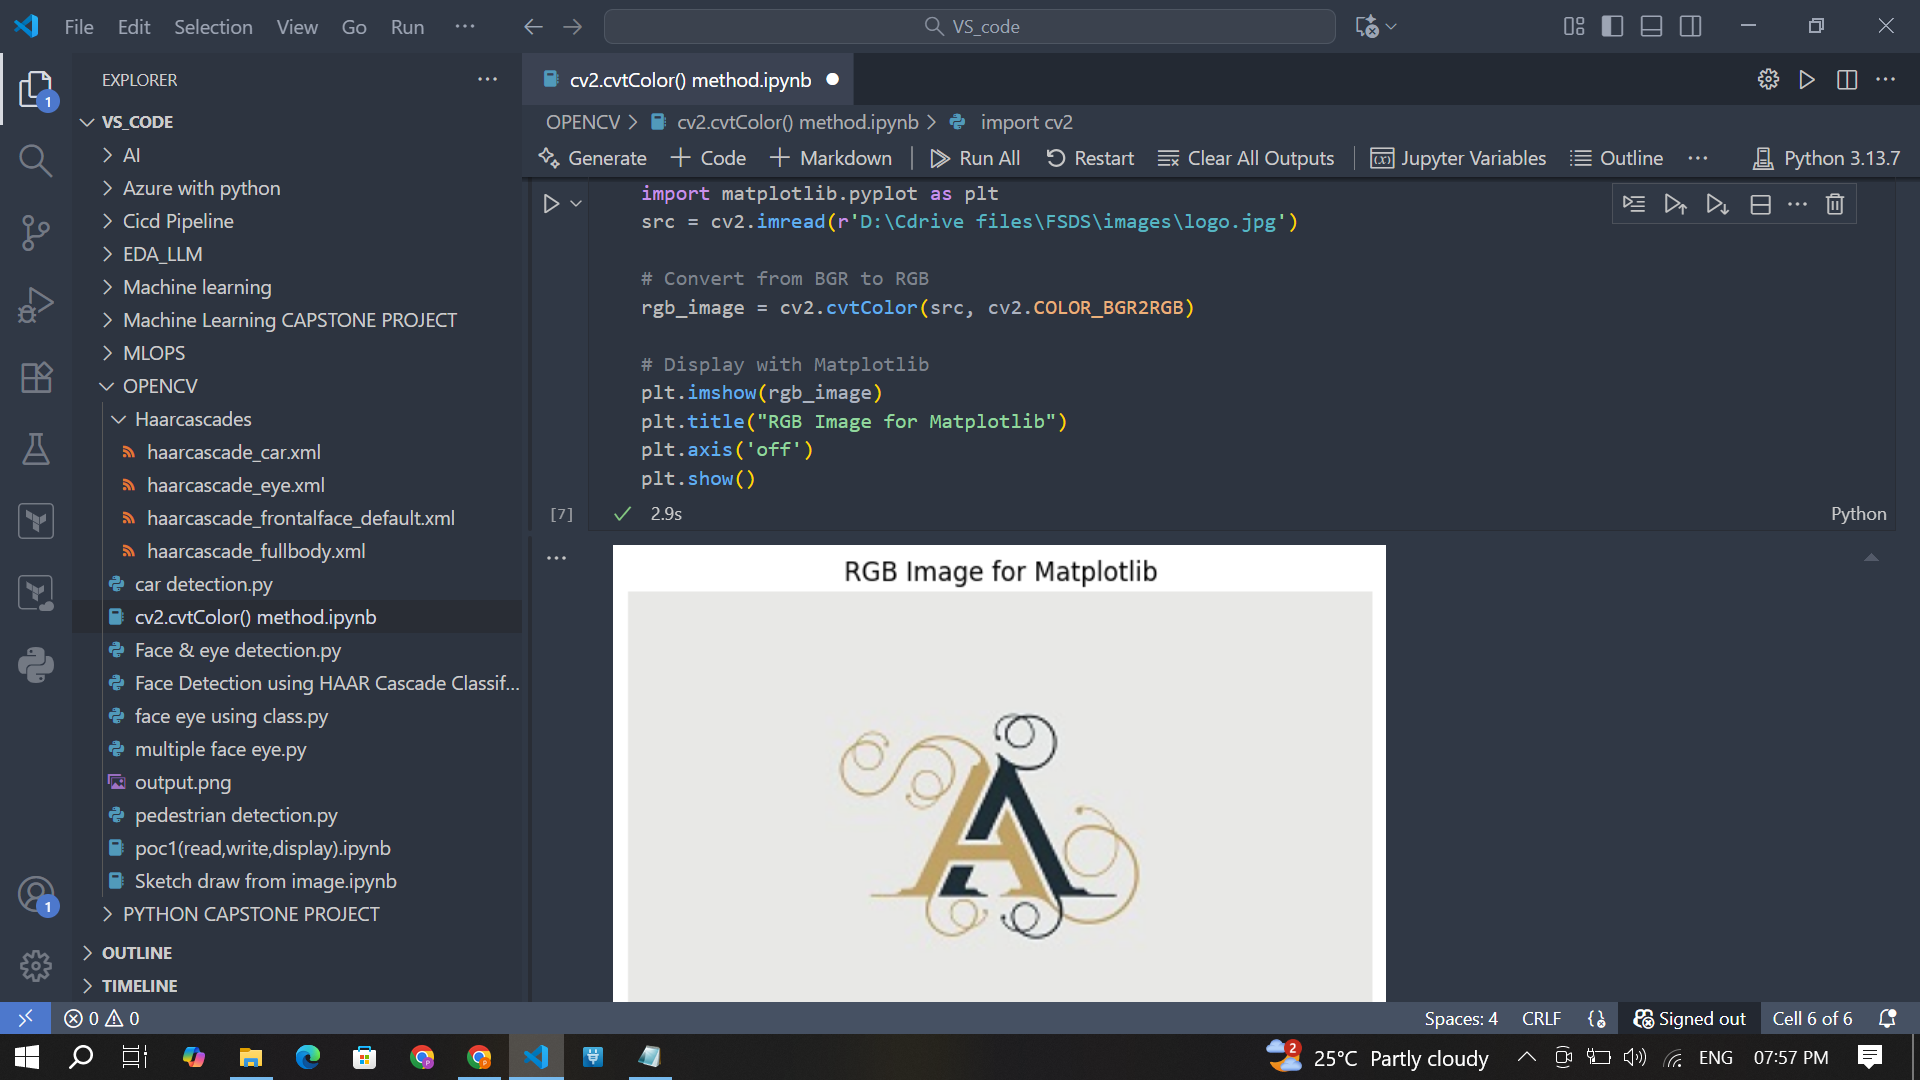 File Edit Selection View Go Run ···
VS_code
EXPLORER
VS_CODE
AI
Azure with python
Cicd Pipeline
EDA_LLM
Machine learning
Machine Learning CAPSTONE PROJECT
MLOPS
OPENCV
Haarcascades
haarcascade_car.xml
haarcascade_eye.xml
haarcascade_frontalface_default.xml
haarcascade_fullbody.xml
car detection.py
cv2.cvtColor() method.ipynb
Face & eye detection.py
Face Detection using HAAR Cascade Classif...
face eye using class.py
multiple face eye.py
output.png
pedestrian detection.py
poc1(read,write,display).ipynb
Sketch draw from image.ipynb
PYTHON CAPSTONE PROJECT
OUTLINE
TIMELINE
1
1
cv2.cvtColor() method.ipynb
OPENCV > cv2.cvtColor() method.ipynb > import cv2
Generate + Code + Markdown Run All Restart Clear All Outputs Jupyter Variables Outline ··· Python 3.13.7
import matplotlib.pyplot as plt
src = cv2.imread(r'D:\Cdrive files\FSDS\images\logo.jpg')
# Convert from BGR to RGB
rgb_image = cv2.cvtColor(src, cv2.COLOR_BGR2RGB)
# Display with Matplotlib
plt.imshow(rgb_image)
plt.title("RGB Image for Matplotlib")
plt.axis('off')
plt.show()
[7] 2.9s Python
RGB Image for Matplotlib
A
0 0 Spaces: 4 CRLF Signed out Cell 6 of 6
2 25°C Partly cloudy ENG 07:57 PM